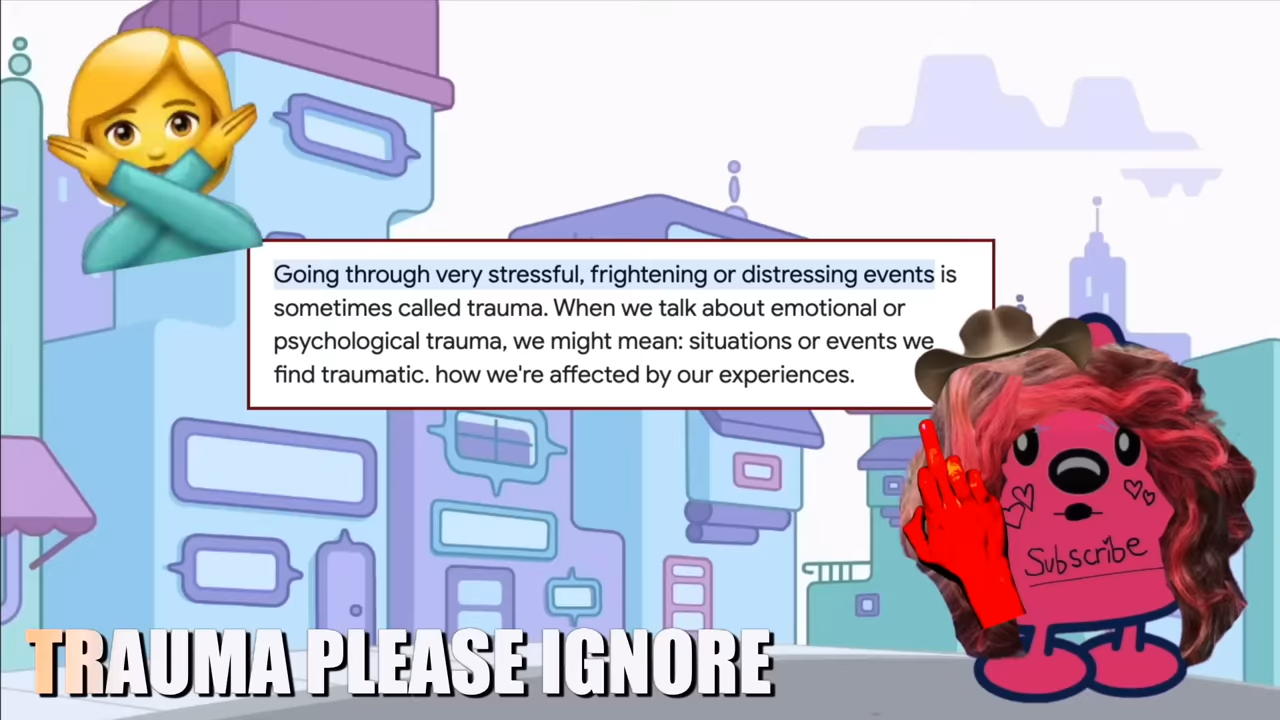 Going through very stressful, frightening or distressing events is
sometimes called trauma. When we talk about emotional or
psychological trauma, we might mean: situations or events we
find traumatic. how we're affected by our experiences.
Subscribe
TRAUMA PLEASE IGNORE